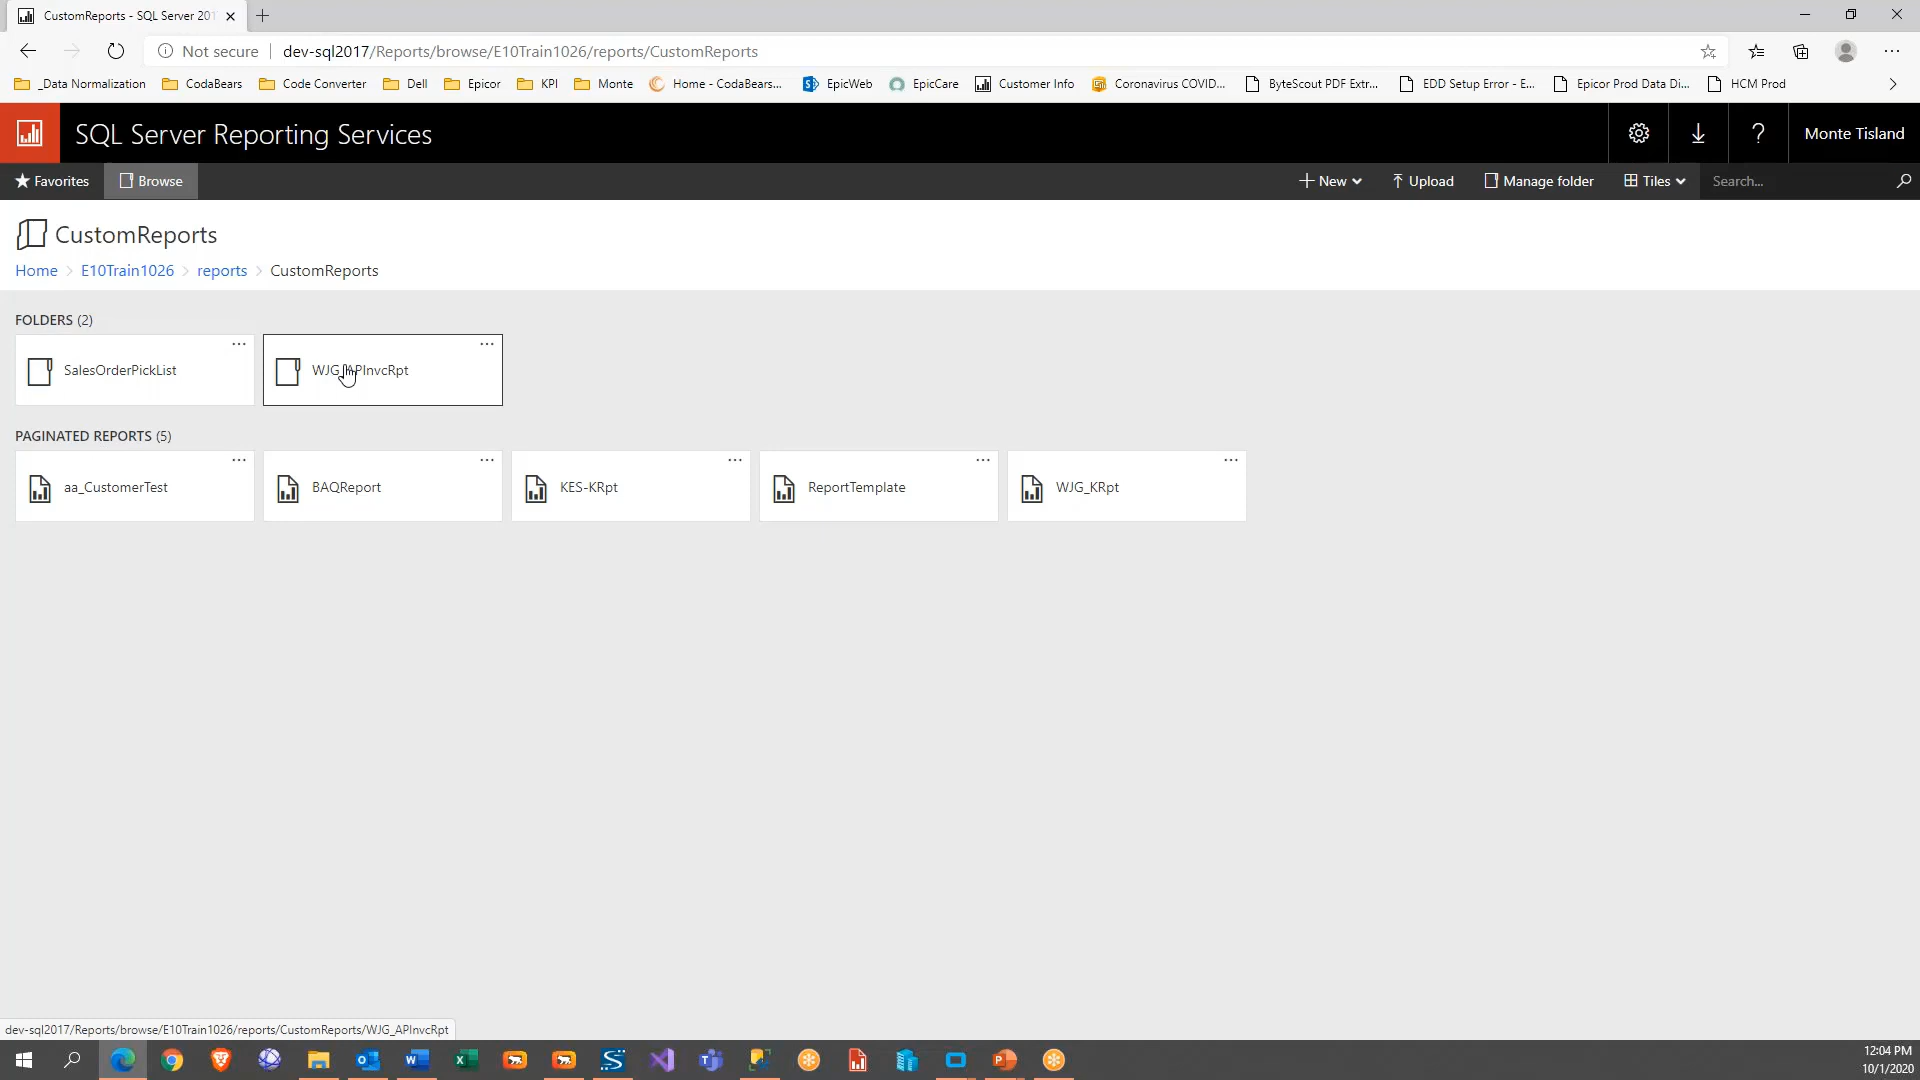 CustomReports - SQL Server 201
Not secure dev-sql2017/Reports/browse/E10Train1026/reports/CustomReports
_Data Normalization CodaBears Code Converter Dell Epicor KPI Monte Home - CodaBears... EpicWeb EpicCare Customer Info Coronavirus COVID... ByteScout PDF Extr... EDD Setup Error - E... Epicor Prod Data Di... HCM Prod
SQL Server Reporting Services ? Monte Tisland
Favorites Browse New Upload Manage folder Tiles Search...
CustomReports
Home > E10Train1026 > reports > CustomReports
FOLDERS (2)
SalesOrderPickList WJG_APInvcRpt
PAGINATED REPORTS (5)
aa_CustomerTest BAQReport KES-KRpt ReportTemplate WJG_KRpt
dev-sql2017/Reports/browse/E10Train1026/reports/CustomReports/WJG_APInvcRpt
12:04 PM
10/1/2020